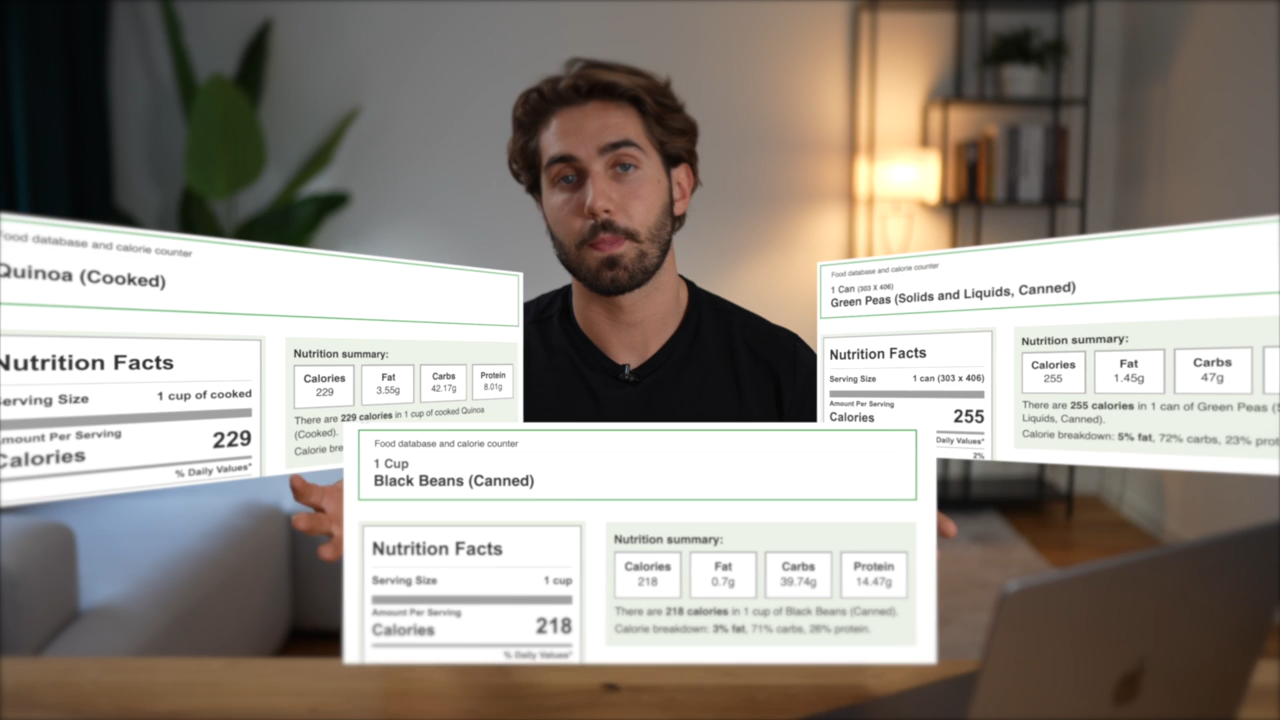 Food database and calorie counter
Quinoa (Cooked)
Nutrition Facts
Serving Size 1 cup of cooked
Amount Per Serving
Calories 229
% Daily Values*
Nutrition summary:
Calories Fat Carbs Protein
229 3.55g 42.17g 8.01g
There are 229 calories in 1 cup of cooked Quinoa
(Cooked).
Calorie
Food database and calorie counter
1 Can (303 X 406)
Green Peas (Solids and Liquids, Canned)
Nutrition Facts
Serving Size 1 can (303 x 406)
Amount Per Serving
Calories 255
Daily Values*
2%
Nutrition summary:
Calories Fat Carbs
255 1.45g 47g
There are 255 calories in 1 can of Green Peas (
Liquids, Canned).
Calorie breakdown: 5% fat, 72% carbs, 23% prot
Food database and calorie counter
1 Cup
Black Beans (Canned)
Nutrition Facts
Serving Size 1 cup
Amount Per Serving
Calories 218
% Daily Values*
Nutrition summary:
Calories Fat Carbs Protein
218 0.7g 39.74g 14.47g
There are 218 calories in 1 cup of Black Beans (Canned).
Calorie breakdown: 3% fat, 71% carbs, 26% protein.